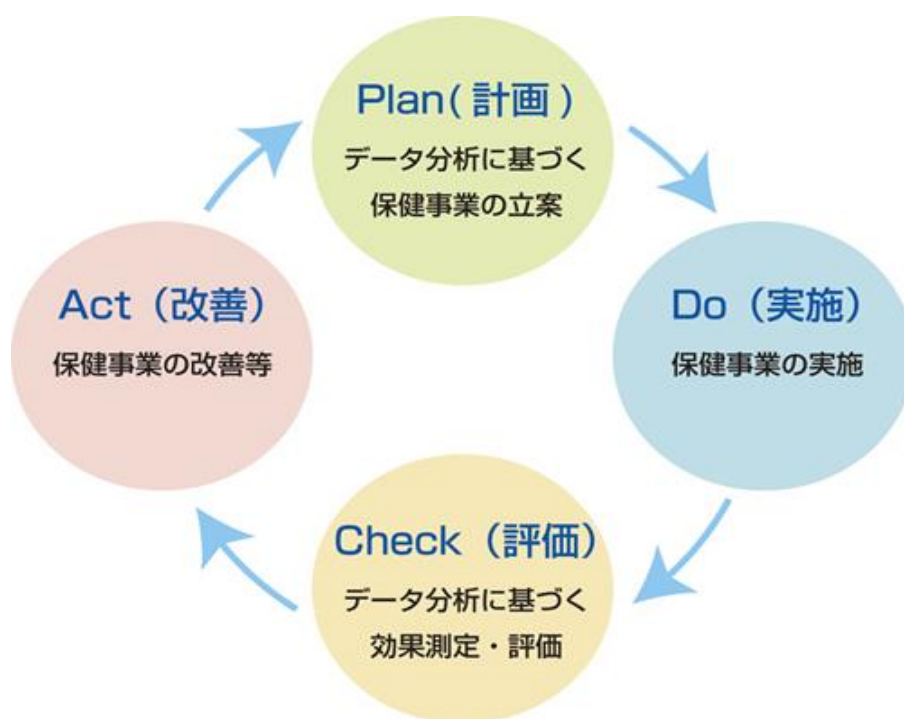 Plan(計画)
データ分析に基づく
保健事業の立案
Do（実施）
保健事業の実施
Check（評価）
データ分析に基づく
効果測定・評価
Act（改善）
保健事業の改善等